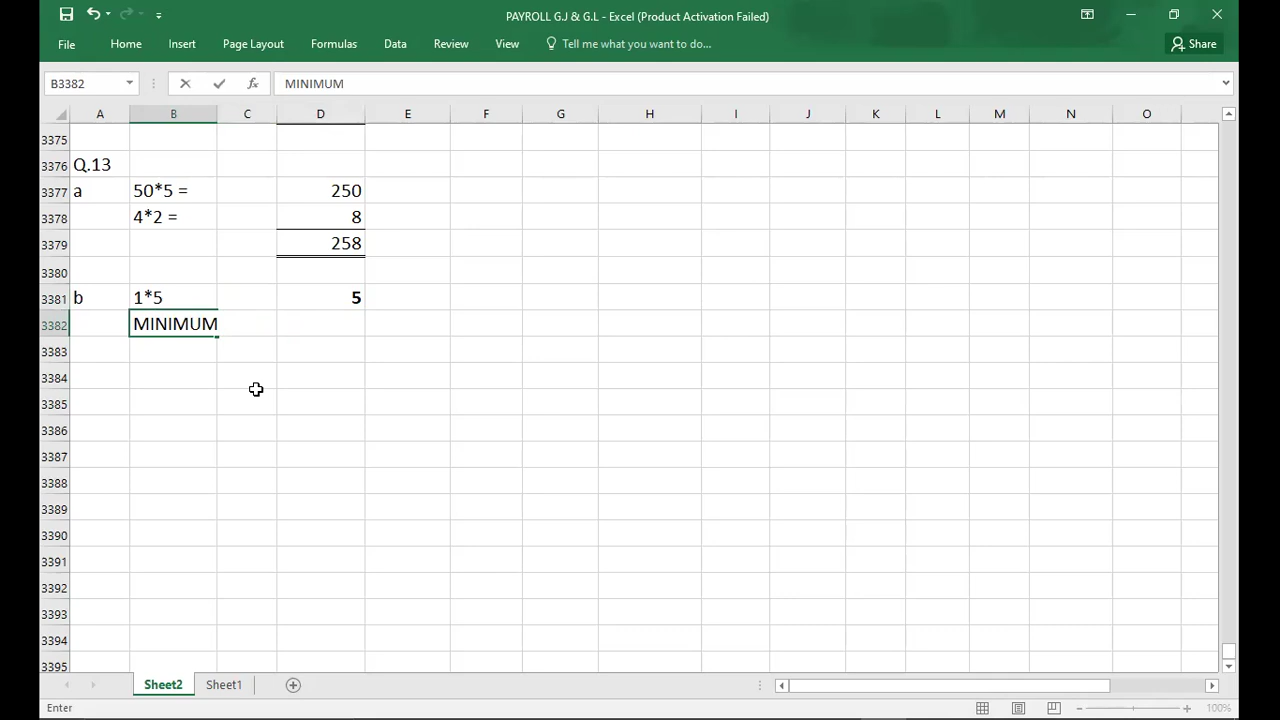 PAYROLL G.J & G.L - Excel (Product Activation Failed)
File Home Insert Page Layout Formulas Data Review View Tell me what you want to do... Share
B3382 fx MINIMUM
A B C D E F G H I J K L M N O
3375
3376 Q.13
3377 a 50*5 = 250
3378 4*2 = 8
3379 258
3380
3381 b 1*5 5
3382 MINIMUM
3383
3384
3385
3386
3387
3388
3389
3390
3391
3392
3393
3394
3395
Sheet2 Sheet1
Enter 100%